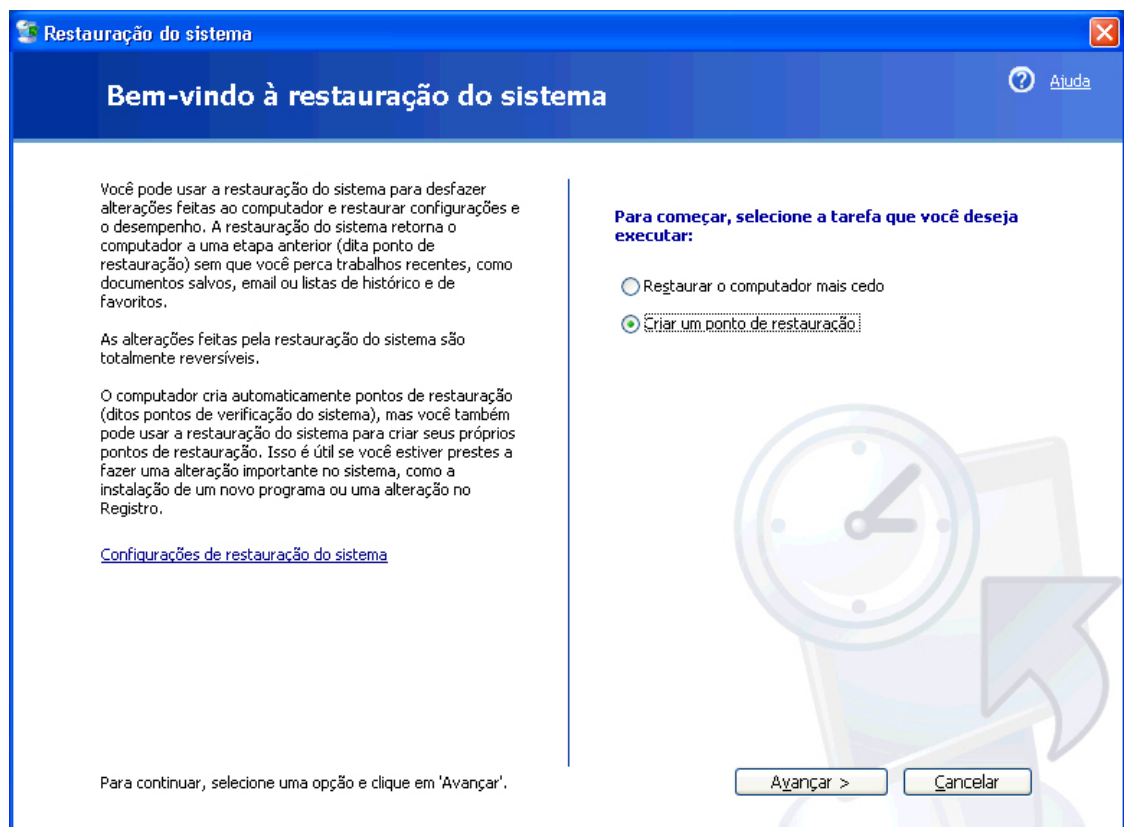 Restauração do sistema
Bem-vindo à restauração do sistema
Ajuda
Você pode usar a restauração do sistema para desfazer
alterações feitas ao computador e restaurar configurações e
o desempenho. A restauração do sistema retorna o
computador a uma etapa anterior (dita ponto de
restauração) sem que você perca trabalhos recentes, como
documentos salvos, email ou listas de histórico e de
favoritos.
As alterações feitas pela restauração do sistema são
totalmente reversíveis.
O computador cria automaticamente pontos de restauração
(ditos pontos de verificação do sistema), mas você também
pode usar a restauração do sistema para criar seus próprios
pontos de restauração. Isso é útil se você estiver prestes a
fazer uma alteração importante no sistema, como a
instalação de um novo programa ou uma alteração no
Registro.
Configurações de restauração do sistema
Para começar, selecione a tarefa que você deseja
executar:
Restaurar o computador mais cedo
Criar um ponto de restauração
Para continuar, selecione uma opção e clique em 'Avançar'.
Avançar >
Cancelar